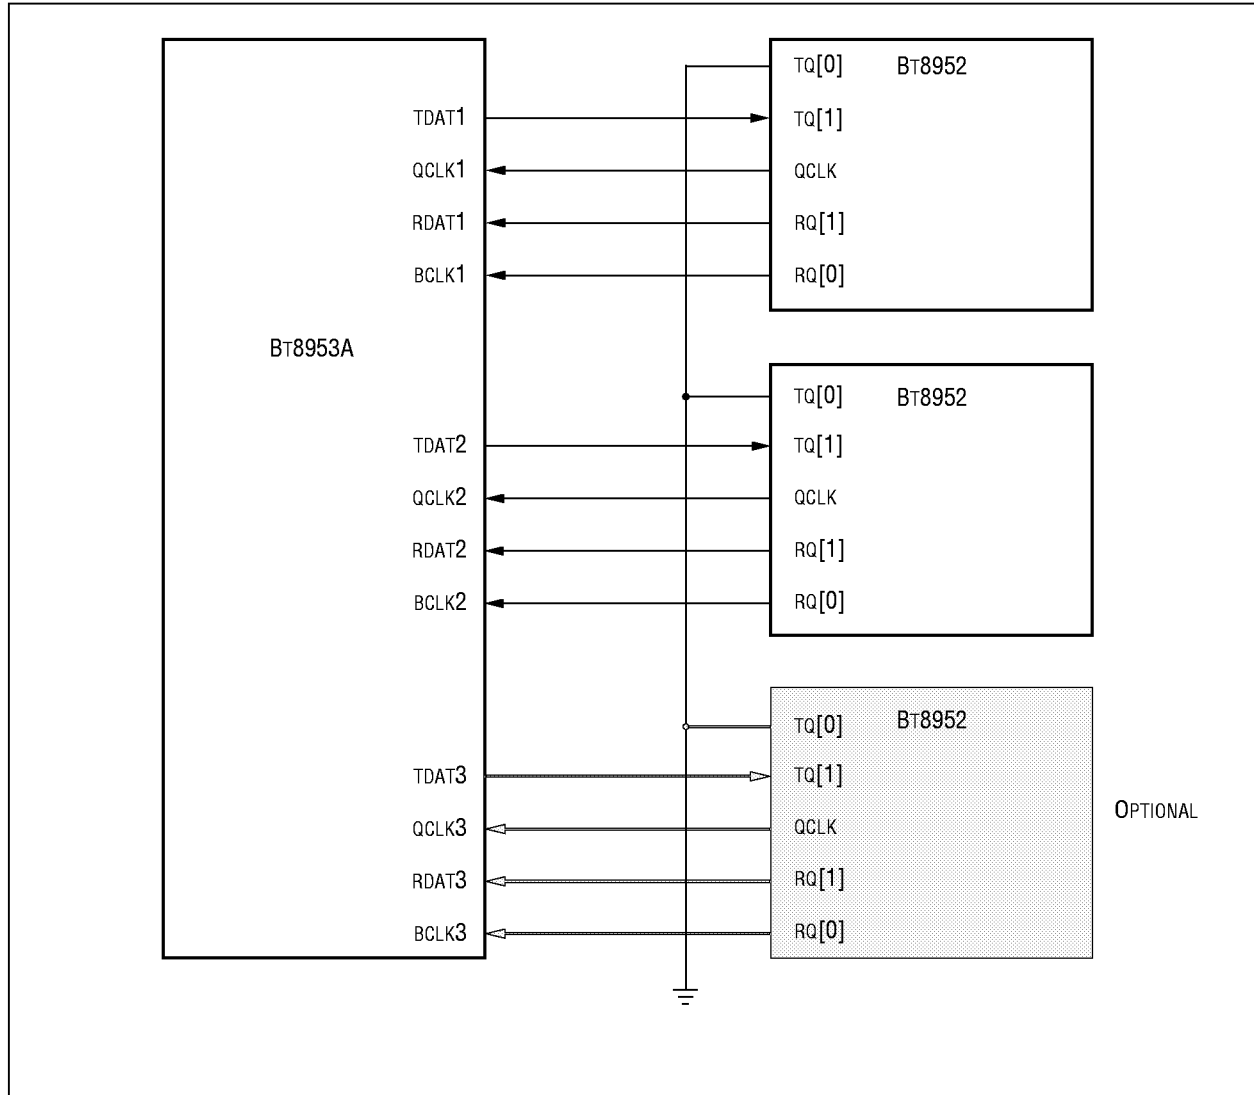 TQ[0] BT8952
TDAT1 TQ[1]
QCLK1 QCLK
RDAT1 RQ[1]
BCLK1 RQ[0]
BT8953A
TQ[0] BT8952
TDAT2 TQ[1]
QCLK2 QCLK
RDAT2 RQ[1]
BCLK2 RQ[0]
TQ[0] BT8952
TDAT3 TQ[1]
OPTIONAL
QCLK3 QCLK
RDAT3 RQ[1]
BCLK3 RQ[0]